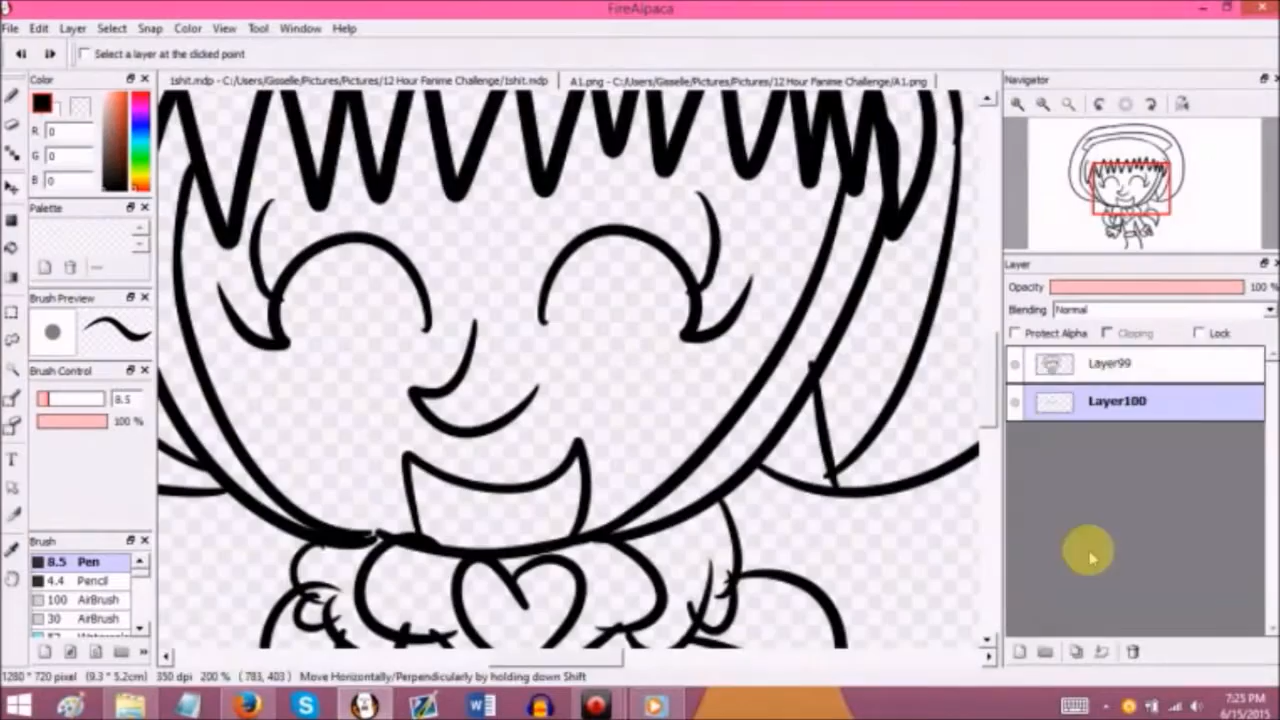 FireAlpaca
File Edit Layer Select Snap Color View Tool Window Help
Select a layer at the clicked point
Color
1shit.mdp - C:/Users/Gisselle/Pictures/Pictures/12 Hour Fanime Challenge/1shit.mdp
A1.png - C:/Users/Gisselle/Pictures/Pictures/12 Hour Fanime Challenge/A1.png
Navigator
R 0
G 0
B 0
Palette
Layer
Opacity 100 %
Brush Preview
Blending Normal
Protect Alpha Clipping Lock
Layer99
Brush Control
8.5
Layer100
100 %
T
Brush
8.5 Pen
4.4 Pencil
100 AirBrush
30 AirBrush
1280 * 720 pixel (9.3 * 5.2cm) 350 dpi 200 % (783, 403) Move Horizontally/Perpendicularly by holding down Shift
7:25 PM
6/15/2015